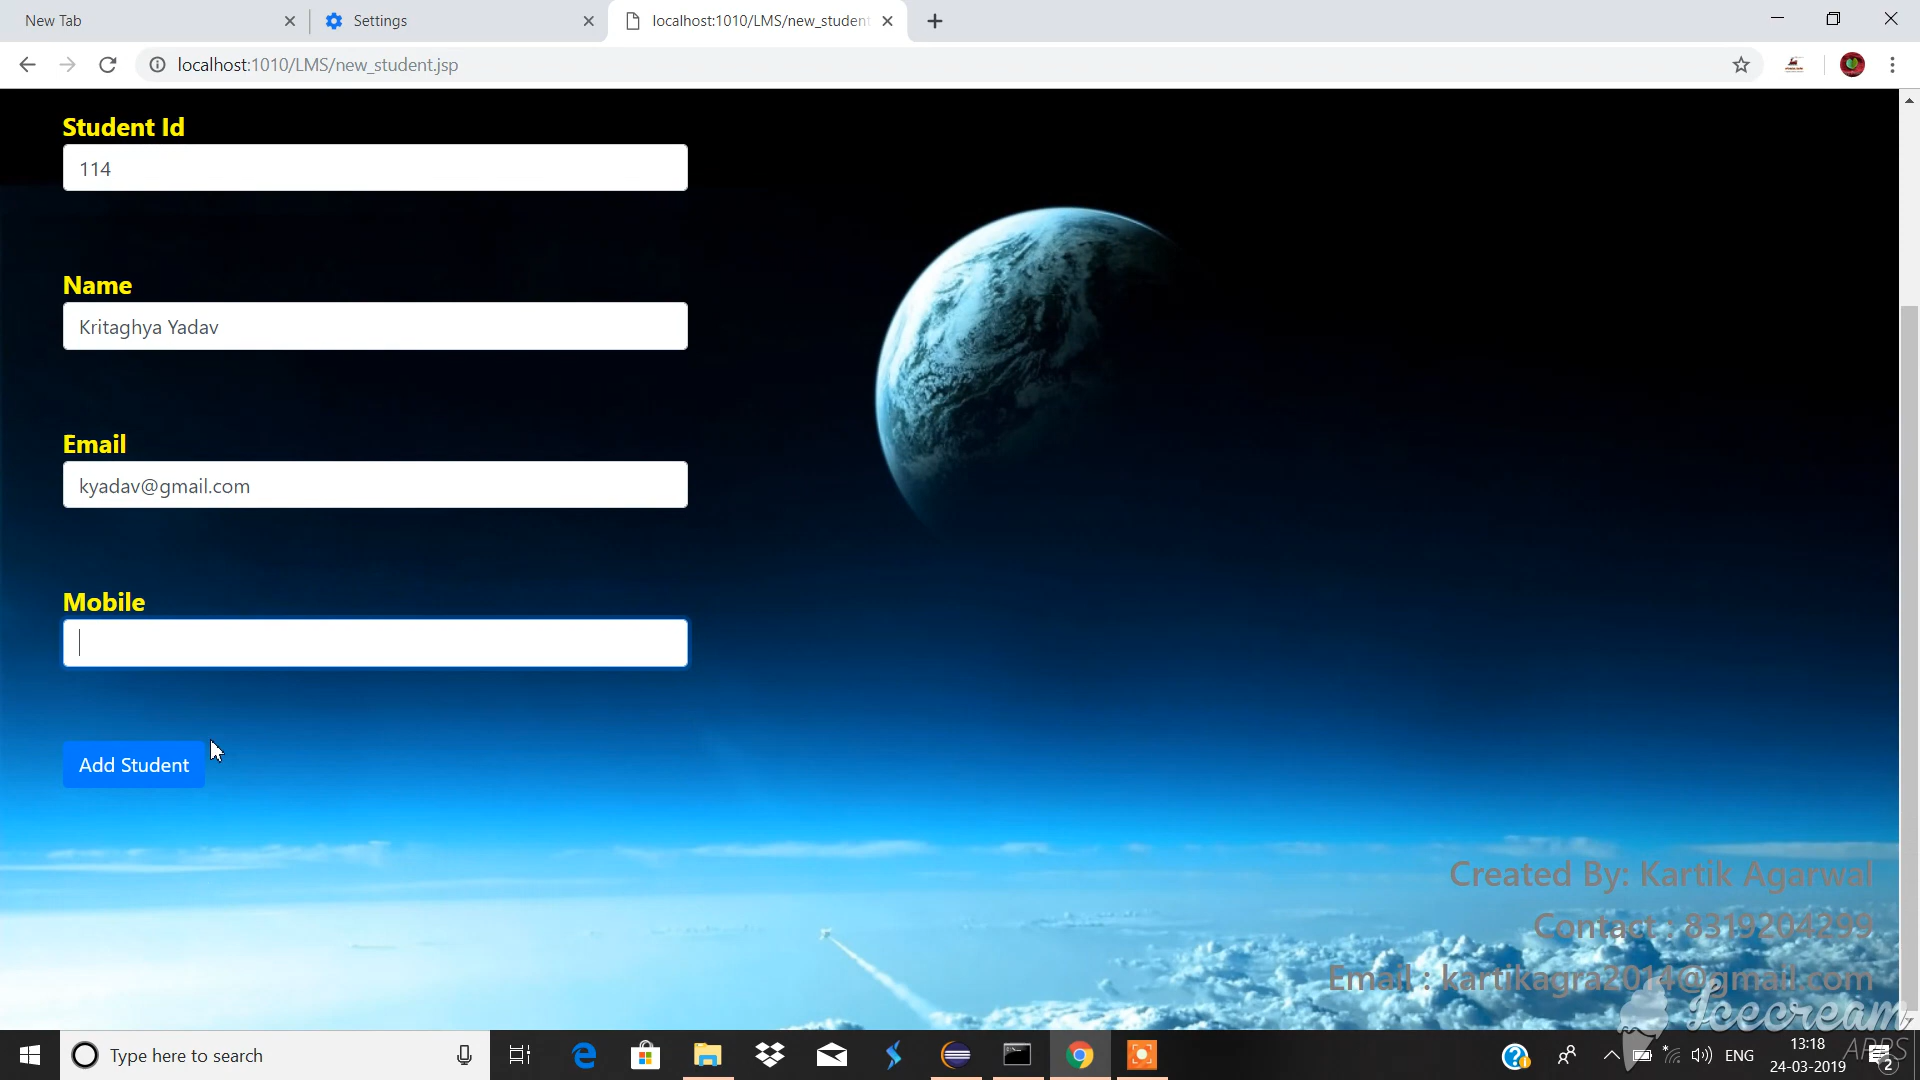 New Tab
Settings
localhost:1010/LMS/new_student
localhost:1010/LMS/new_student.jsp
Student Id
114
Name
Kritaghya Yadav
Email
kyadav@gmail.com
Mobile
Add Student
Created By: Kartik Agarwal
Contact : 8319204299
Email : kartikagra2014@gmail.com
Icecream
APPS
Type here to search
ENG
13:18
24-03-2019
2